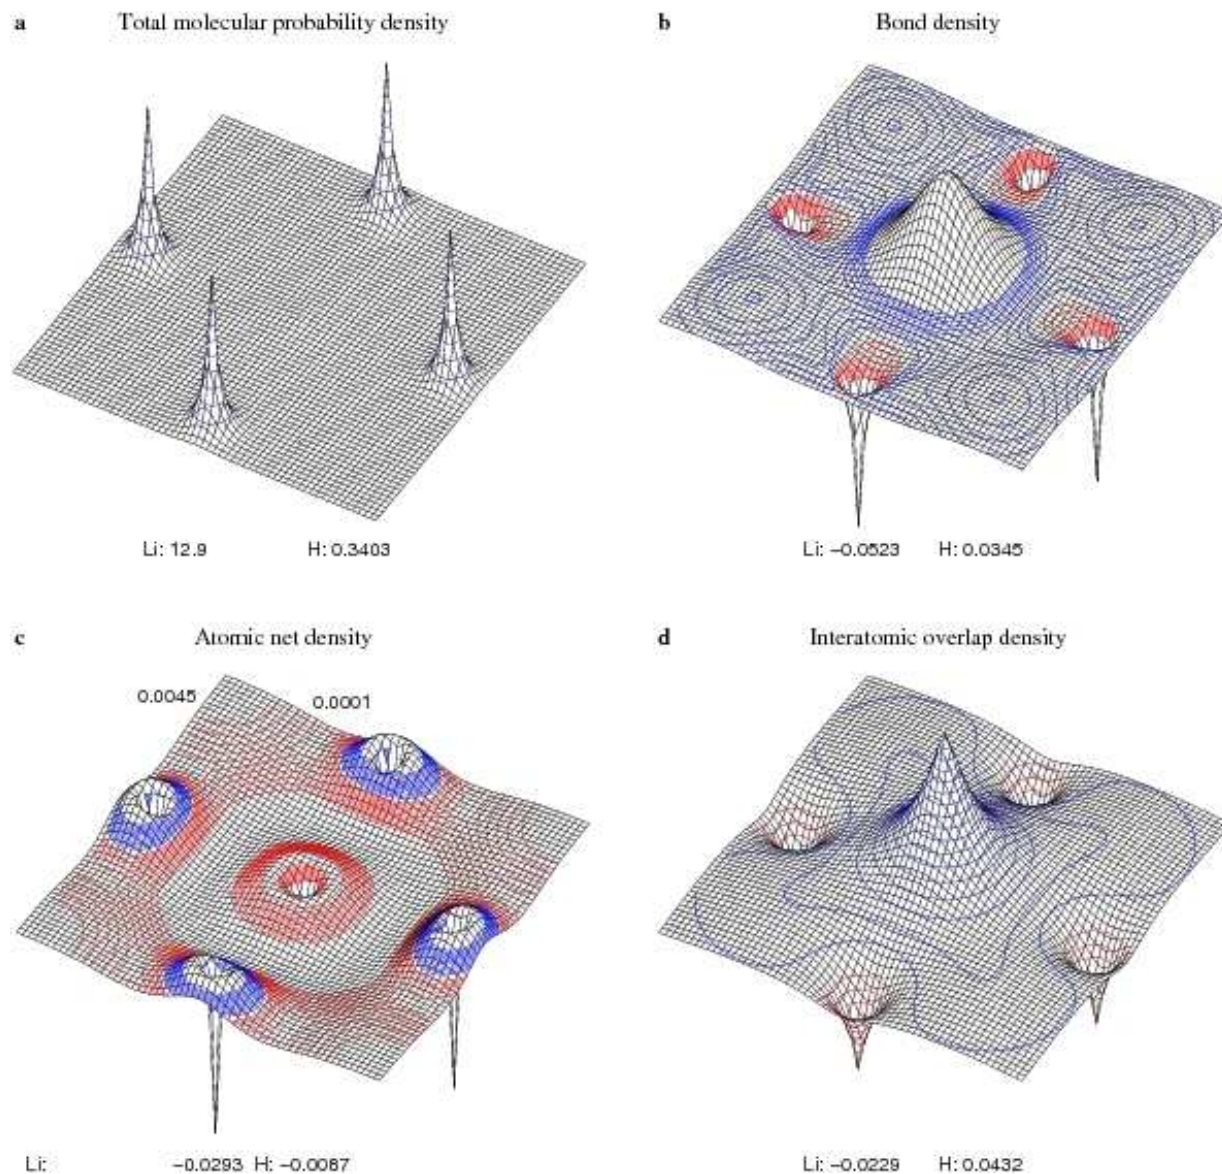 a Total molecular probability density
b Bond density
Li: 12.9 H: 0.3403
Li: −0.0523 H: 0.0345
c Atomic net density
d Interatomic overlap density
0.0045 0.0001
Li: −0.0293 H: −0.0087
Li: −0.0229 H: 0.0432